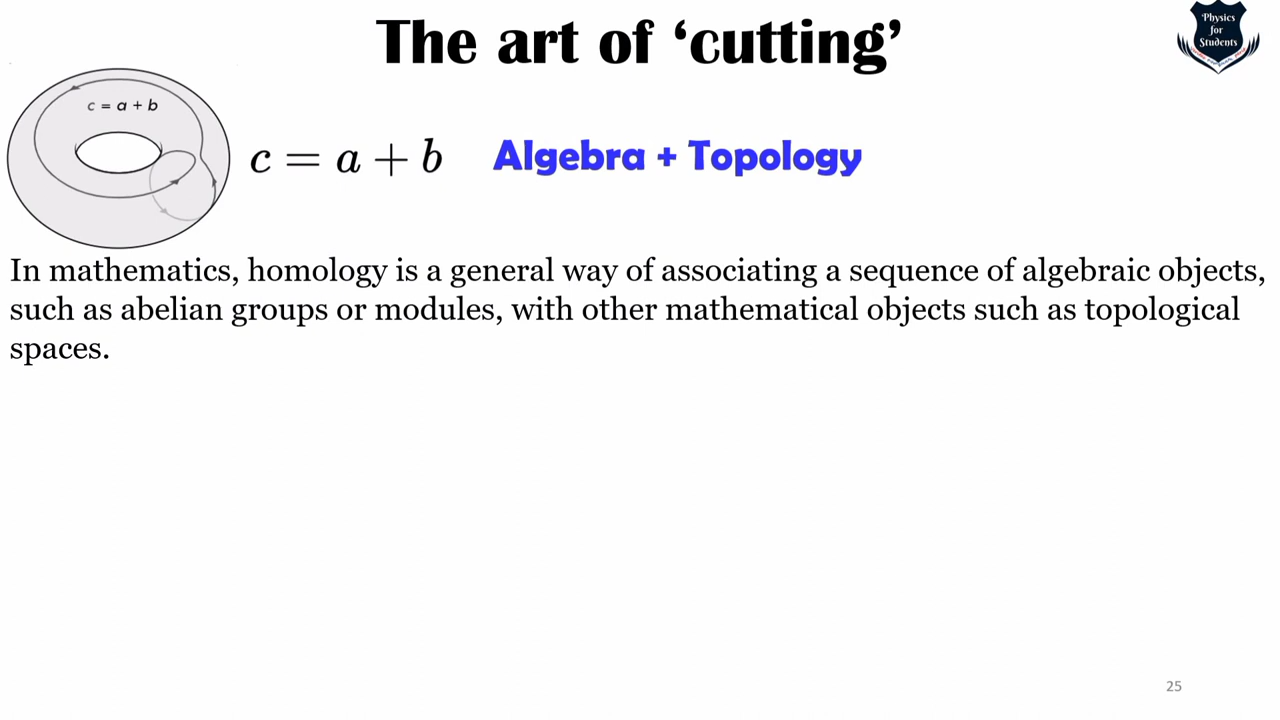 The art of ‘cutting’
Physics
for
Students
c = a + b
c = a + b
Algebra + Topology
In mathematics, homology is a general way of associating a sequence of algebraic objects,
such as abelian groups or modules, with other mathematical objects such as topological
spaces.
25